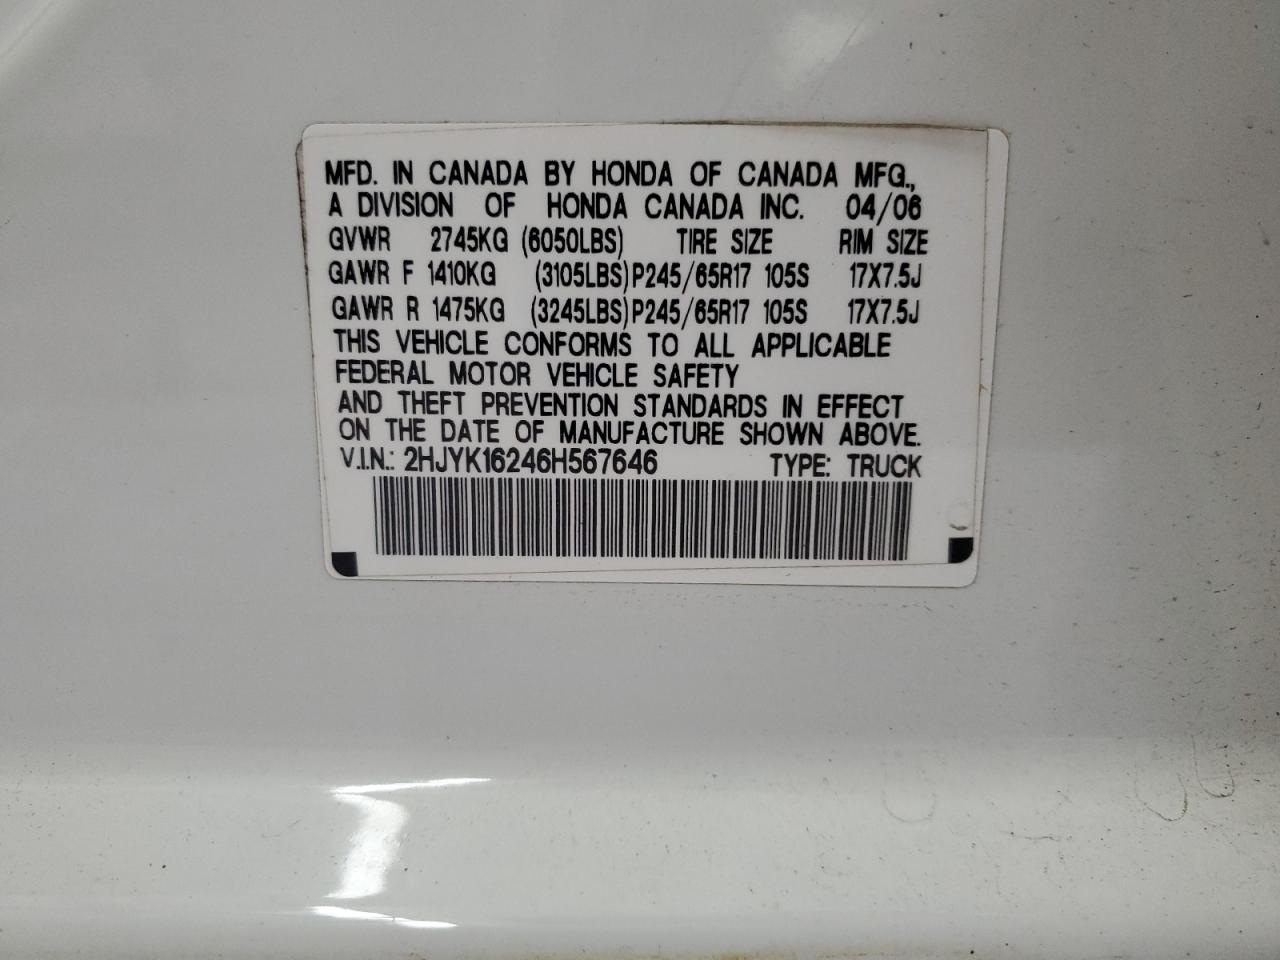 MFD. IN CANADA BY HONDA OF CANADA MFG.,
A DIVISION OF HONDA CANADA INC. 04/06
GVWR 2745KG (6050LBS) TIRE SIZE RIM SIZE
GAWR F 1410KG (3105LBS) P245/65R17 105S 17X7.5J
GAWR R 1475KG (3245LBS) P245/65R17 105S 17X7.5J
THIS VEHICLE CONFORMS TO ALL APPLICABLE
FEDERAL MOTOR VEHICLE SAFETY
AND THEFT PREVENTION STANDARDS IN EFFECT
ON THE DATE OF MANUFACTURE SHOWN ABOVE.
V.I.N.: 2HJYK16246H567646 TYPE: TRUCK